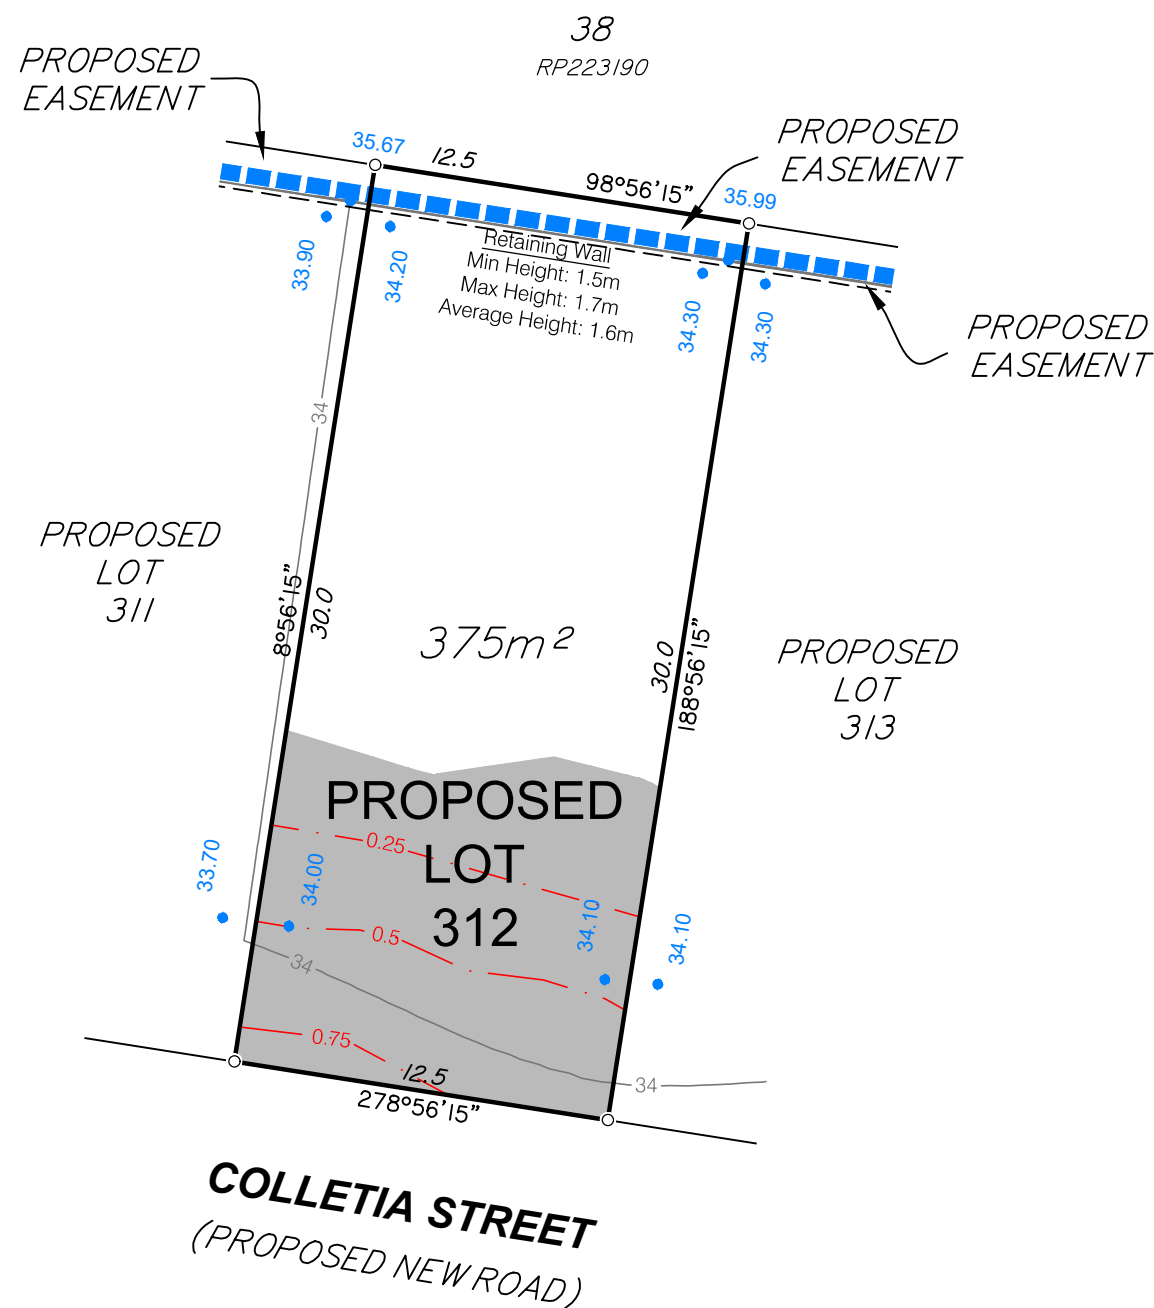 38
RP223190
PROPOSED
EASEMENT
PROPOSED
EASEMENT
35.67
12.5
98°56'15"
35.99
33.90
34.20
Retaining Wall
Min Height: 1.5m
Max Height: 1.7m
Average Height: 1.6m
34.30
34.30
PROPOSED
EASEMENT
34
PROPOSED
LOT
311
8°56'15"
30.0
375m²
30.0
188°56'15"
PROPOSED
LOT
313
PROPOSED
LOT
312
0.25
33.70
34.00
0.5
34.10
34.10
34
0.75
34
12.5
278°56'15"
COLLETIA STREET
(PROPOSED NEW ROAD)